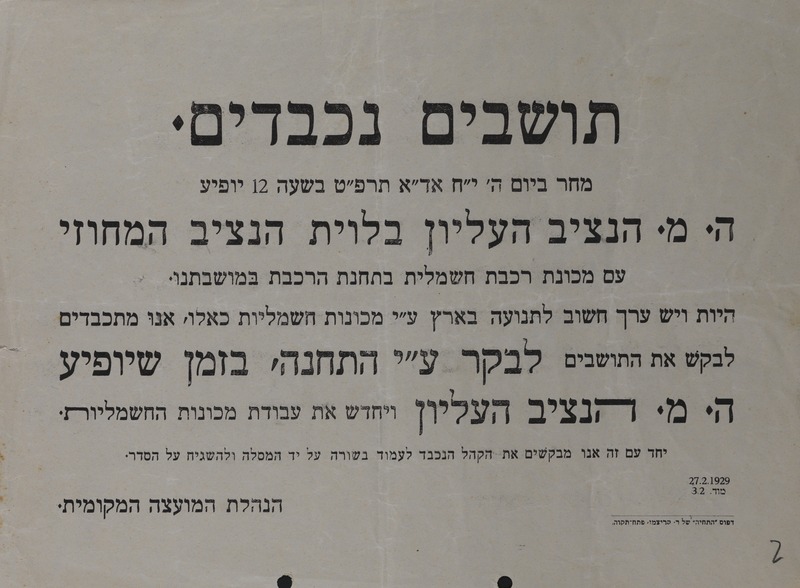 תושבים נכבדים.
מחר ביום ה' י״ח אד״א תרפ״ט בשעה 12 יופיע
ה. מ. הנציב העליון בלוית הנציב המחוזי
עם מכונת רכבת חשמלית בתחנת הרכבת במושבתנו.
היות ויש ערך חשוב לתנועה בארץ ע״י מכונות חשמליות כאלו, אנו מתכבדים
לבקש את התושבים לבקר ע״י התחנה, בזמן שיופיע
ה. מ. הנציב העליון ויחדש את עבודת מכונות החשמליות.
יחד עם זה אנו מבקשים את הקהל הנכבד לעמוד בשורה על יד המסלה ולהשגיח על הסדר.
27.2.1929
מוד. 3.2
הנהלת המועצה המקומית.
דפוס "התחיה" של ר. קריצמן. פתח־תקוה.
2